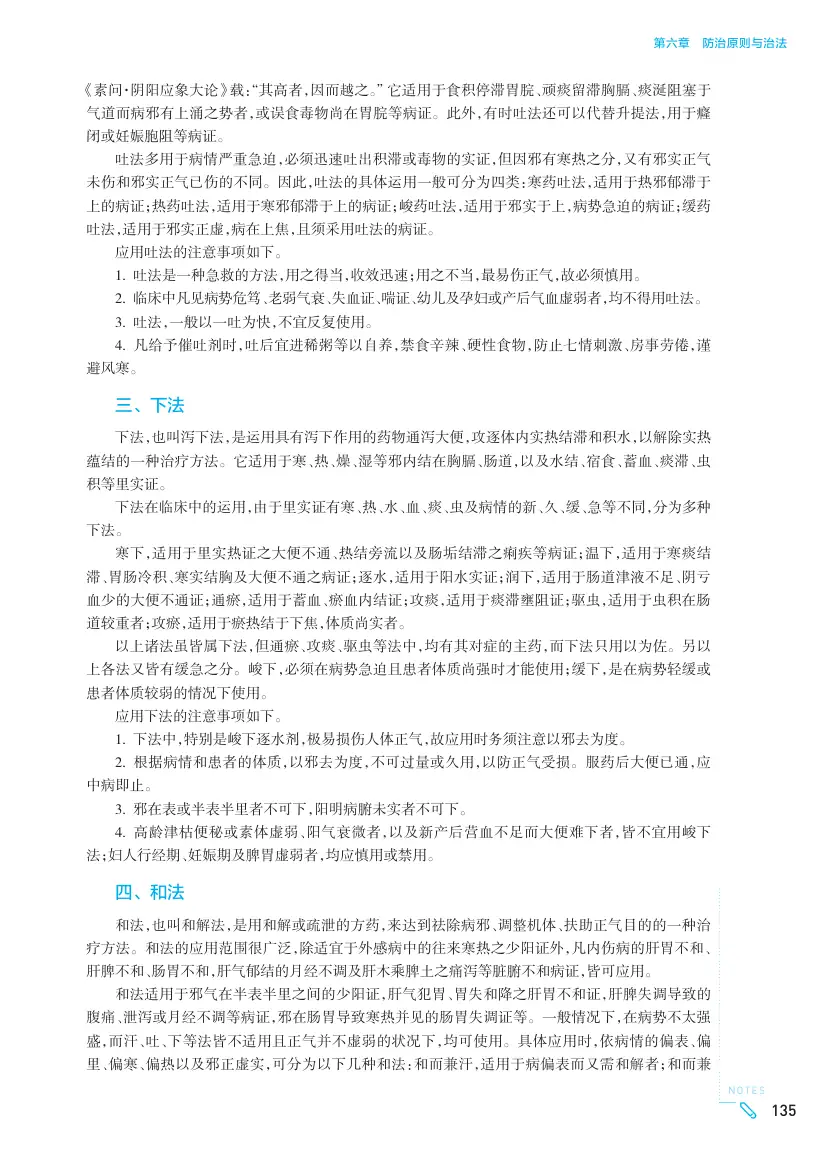 第六章 防治原则与治法
《素问·阴阳应象大论》载:“其高者,因而越之。”它适用于食积停滞胃脘、顽痰留滞胸膈、痰涎阻塞于
气道而病邪有上涌之势者,或误食毒物尚在胃脘等病证。此外,有时吐法还可以代替升提法,用于癃
闭或妊娠胞阻等病证。
吐法多用于病情严重急迫,必须迅速吐出积滞或毒物的实证,但因邪有寒热之分,又有邪实正气
未伤和邪实正气已伤的不同。因此,吐法的具体运用一般可分为四类:寒药吐法,适用于热邪郁滞于
上的病证;热药吐法,适用于寒邪郁滞于上的病证;峻药吐法,适用于邪实于上,病势急迫的病证;缓药
吐法,适用于邪实正虚,病在上焦,且须采用吐法的病证。
应用吐法的注意事项如下。
1. 吐法是一种急救的方法,用之得当,收效迅速;用之不当,最易伤正气,故必须慎用。
2. 临床中凡见病势危笃、老弱气衰、失血证、喘证、幼儿及孕妇或产后气血虚弱者,均不得用吐法。
3. 吐法,一般以一吐为快,不宜反复使用。
4. 凡给予催吐剂时,吐后宜进稀粥等以自养,禁食辛辣、硬性食物,防止七情刺激、房事劳倦,谨
避风寒。
三、下法
下法,也叫泻下法,是运用具有泻下作用的药物通泻大便,攻逐体内实热结滞和积水,以解除实热
蕴结的一种治疗方法。它适用于寒、热、燥、湿等邪内结在胸膈、肠道,以及水结、宿食、蓄血、痰滞、虫
积等里实证。
下法在临床中的运用,由于里实证有寒、热、水、血、痰、虫及病情的新、久、缓、急等不同,分为多种
下法。
寒下,适用于里实热证之大便不通、热结旁流以及肠垢结滞之痢疾等病证;温下,适用于寒痰结
滞、胃肠冷积、寒实结胸及大便不通之病证;逐水,适用于阳水实证;润下,适用于肠道津液不足、阴亏
血少的大便不通证;通瘀,适用于蓄血、瘀血内结证;攻痰,适用于痰滞壅阻证;驱虫,适用于虫积在肠
道较重者;攻瘀,适用于瘀热结于下焦,体质尚实者。
以上诸法虽皆属下法,但通瘀、攻痰、驱虫等法中,均有其对症的主药,而下法只用以为佐。另以
上各法又皆有缓急之分。峻下,必须在病势急迫且患者体质尚强时才能使用;缓下,是在病势轻缓或
患者体质较弱的情况下使用。
应用下法的注意事项如下。
1. 下法中,特别是峻下逐水剂,极易损伤人体正气,故应用时务须注意以邪去为度。
2. 根据病情和患者的体质,以邪去为度,不可过量或久用,以防正气受损。服药后大便已通,应
中病即止。
3. 邪在表或半表半里者不可下,阳明病腑未实者不可下。
4. 高龄津枯便秘或素体虚弱、阳气衰微者,以及新产后营血不足而大便难下者,皆不宜用峻下
法;妇人行经期、妊娠期及脾胃虚弱者,均应慎用或禁用。
四、和法
和法,也叫和解法,是用和解或疏泄的方药,来达到祛除病邪、调整机体、扶助正气目的的一种治
疗方法。和法的应用范围很广泛,除适宜于外感病中的往来寒热之少阳证外,凡内伤病的肝胃不和、
肝脾不和、肠胃不和,肝气郁结的月经不调及肝木乘脾土之痛泻等脏腑不和病证,皆可应用。
和法适用于邪气在半表半里之间的少阳证,肝气犯胃、胃失和降之肝胃不和证,肝脾失调导致的
腹痛、泄泻或月经不调等病证,邪在肠胃导致寒热并见的肠胃失调证等。一般情况下,在病势不太强
盛,而汗、吐、下等法皆不适用且正气并不虚弱的状况下,均可使用。具体应用时,依病情的偏表、偏
里、偏寒、偏热以及邪正虚实,可分为以下几种和法:和而兼汗,适用于病偏表而又需和解者;和而兼
NOTES
135